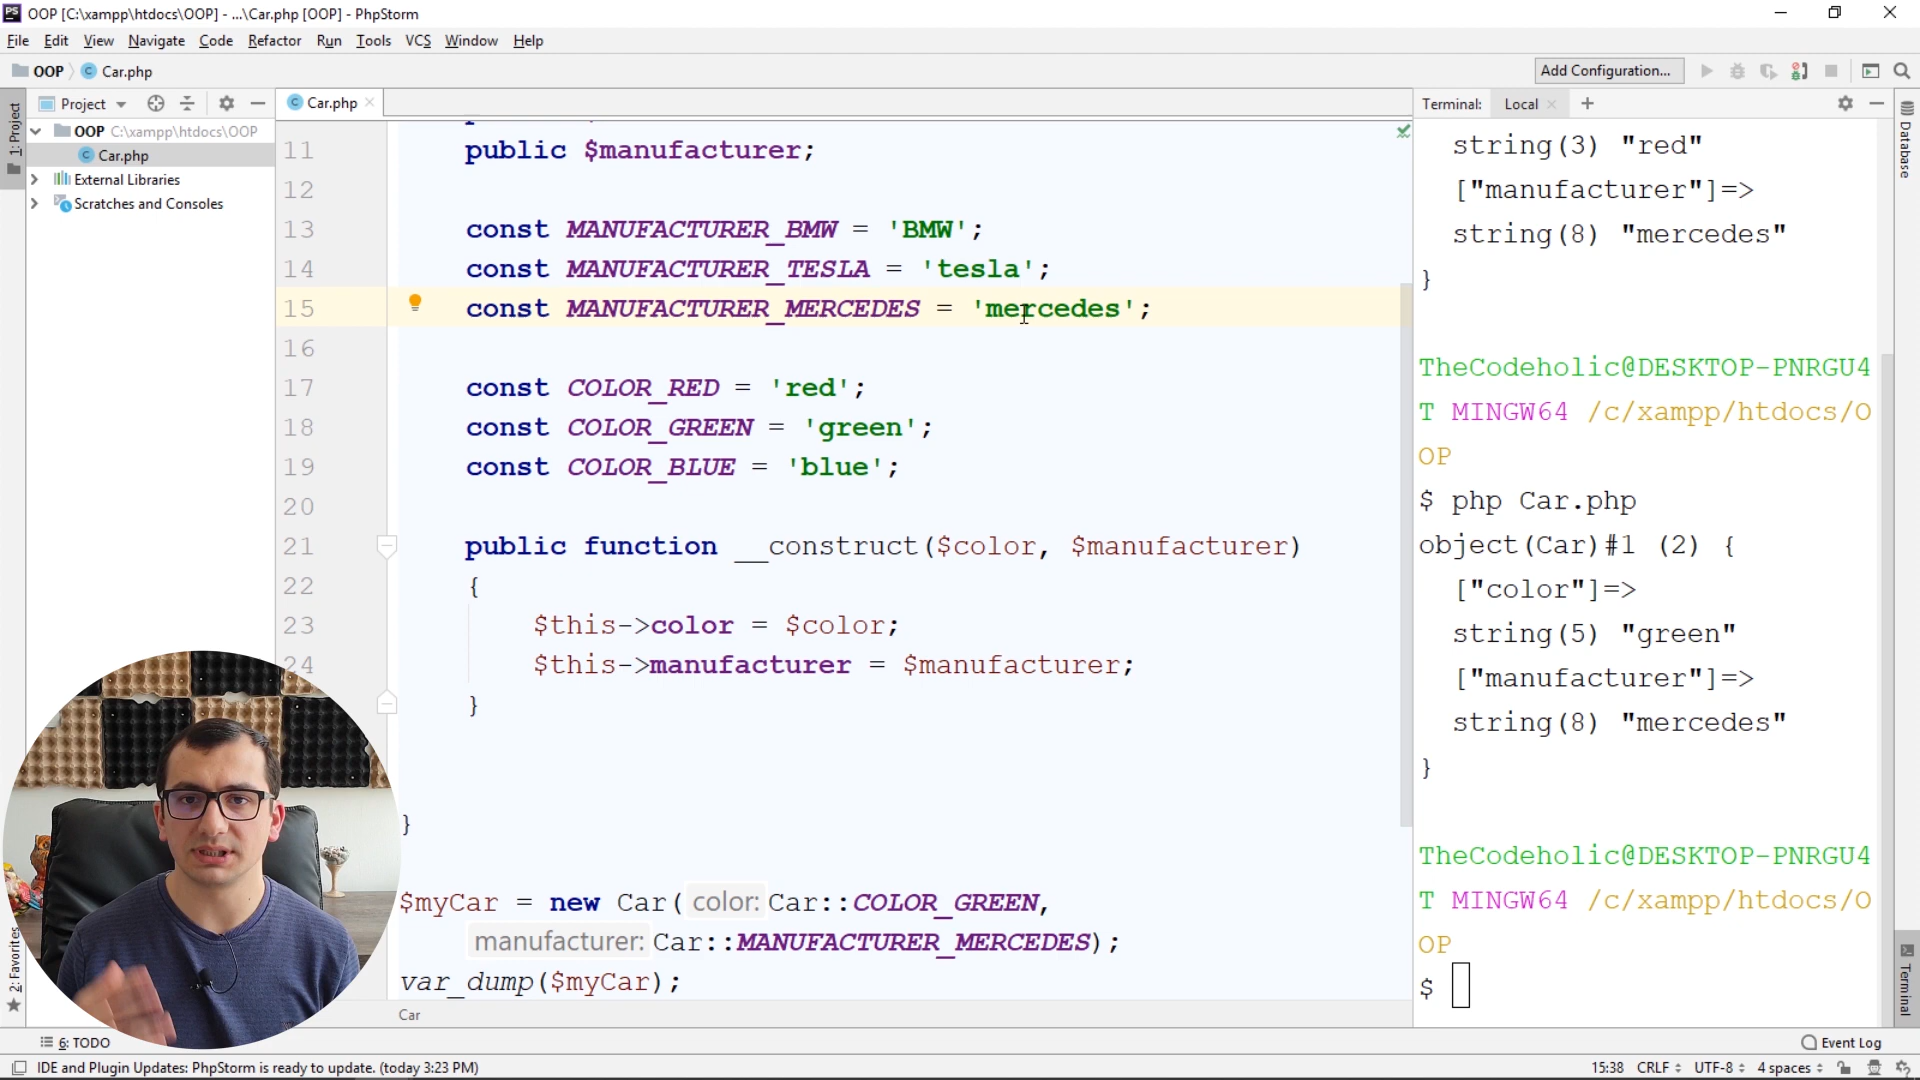 OOP [C:\xampp\htdocs\OOP] - ...\Car.php [OOP] - PhpStorm
File Edit View Navigate Code Refactor Run Tools VCS Window Help
OOP Car.php
Add Configuration...
Project
Car.php
Terminal: Local +
1: Project
OOP C:\xampp\htdocs\OOP
Car.php
External Libraries
Scratches and Consoles
11 public $manufacturer;
12
13 const MANUFACTURER_BMW = 'BMW';
14 const MANUFACTURER_TESLA = 'tesla';
15 const MANUFACTURER_MERCEDES = 'mercedes';
16
17 const COLOR_RED = 'red';
18 const COLOR_GREEN = 'green';
19 const COLOR_BLUE = 'blue';
20
21 public function __construct($color, $manufacturer)
22 {
23 $this->color = $color;
24 $this->manufacturer = $manufacturer;
}
}
$myCar = new Car( color: Car::COLOR_GREEN,
manufacturer: Car::MANUFACTURER_MERCEDES);
var_dump($myCar);
Car
string(3) "red"
["manufacturer"]=>
string(8) "mercedes"
}
TheCodeholic@DESKTOP-PNRGU4
T MINGW64 /c/xampp/htdocs/O
OP
$ php Car.php
object(Car)#1 (2) {
["color"]=>
string(5) "green"
["manufacturer"]=>
string(8) "mercedes"
}
TheCodeholic@DESKTOP-PNRGU4
T MINGW64 /c/xampp/htdocs/O
OP
$
Database
Terminal
2: Favorites
6: TODO
Event Log
IDE and Plugin Updates: PhpStorm is ready to update. (today 3:23 PM)
15:38 CRLF UTF-8 4 spaces